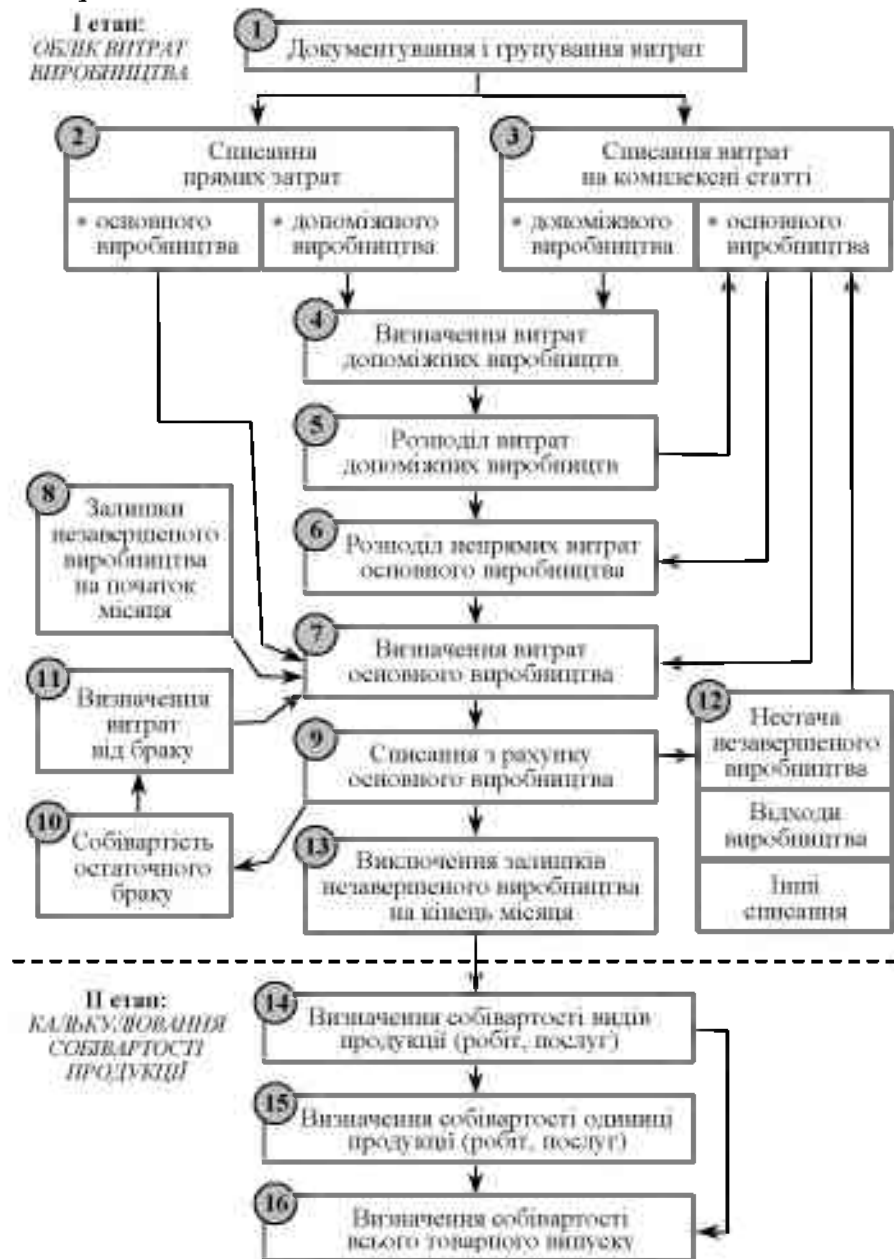 І етап:
ОБЛІК ВИТРАТ
ВИРОБНИЦТВА
1
Документування і групування витрат
2
Списання
прямих затрат
• основного
виробництва
• допоміжного
виробництва
3
Списання витрат
на комплексні статті
• допоміжного
виробництва
• основного
виробництва
4
Визначення витрат
допоміжних виробництв
5
Розподіл витрат
допоміжних виробництв
8
Залишки
незавершеного
виробництва
на початок
місяця
6
Розподіл непрямих витрат
основного виробництва
7
Визначення витрат
основного виробництва
11
Визначення
витрат
від браку
12
Нестача
незавершеного
виробництва
Відходи
виробництва
Інші
списання
9
Списання з рахунку
основного виробництва
10
Собівартість
остаточного
браку
13
Виключення залишків
незавершеного виробництва
на кінець місяця
ІІ етап:
КАЛЬКУЛЮВАННЯ
СОБІВАРТОСТІ
ПРОДУКЦІЇ
14
Визначення собівартості видів
продукції (робіт, послуг)
15
Визначення собівартості одиниці
продукції (робіт, послуг)
16
Визначення собівартості
всього товарного випуску